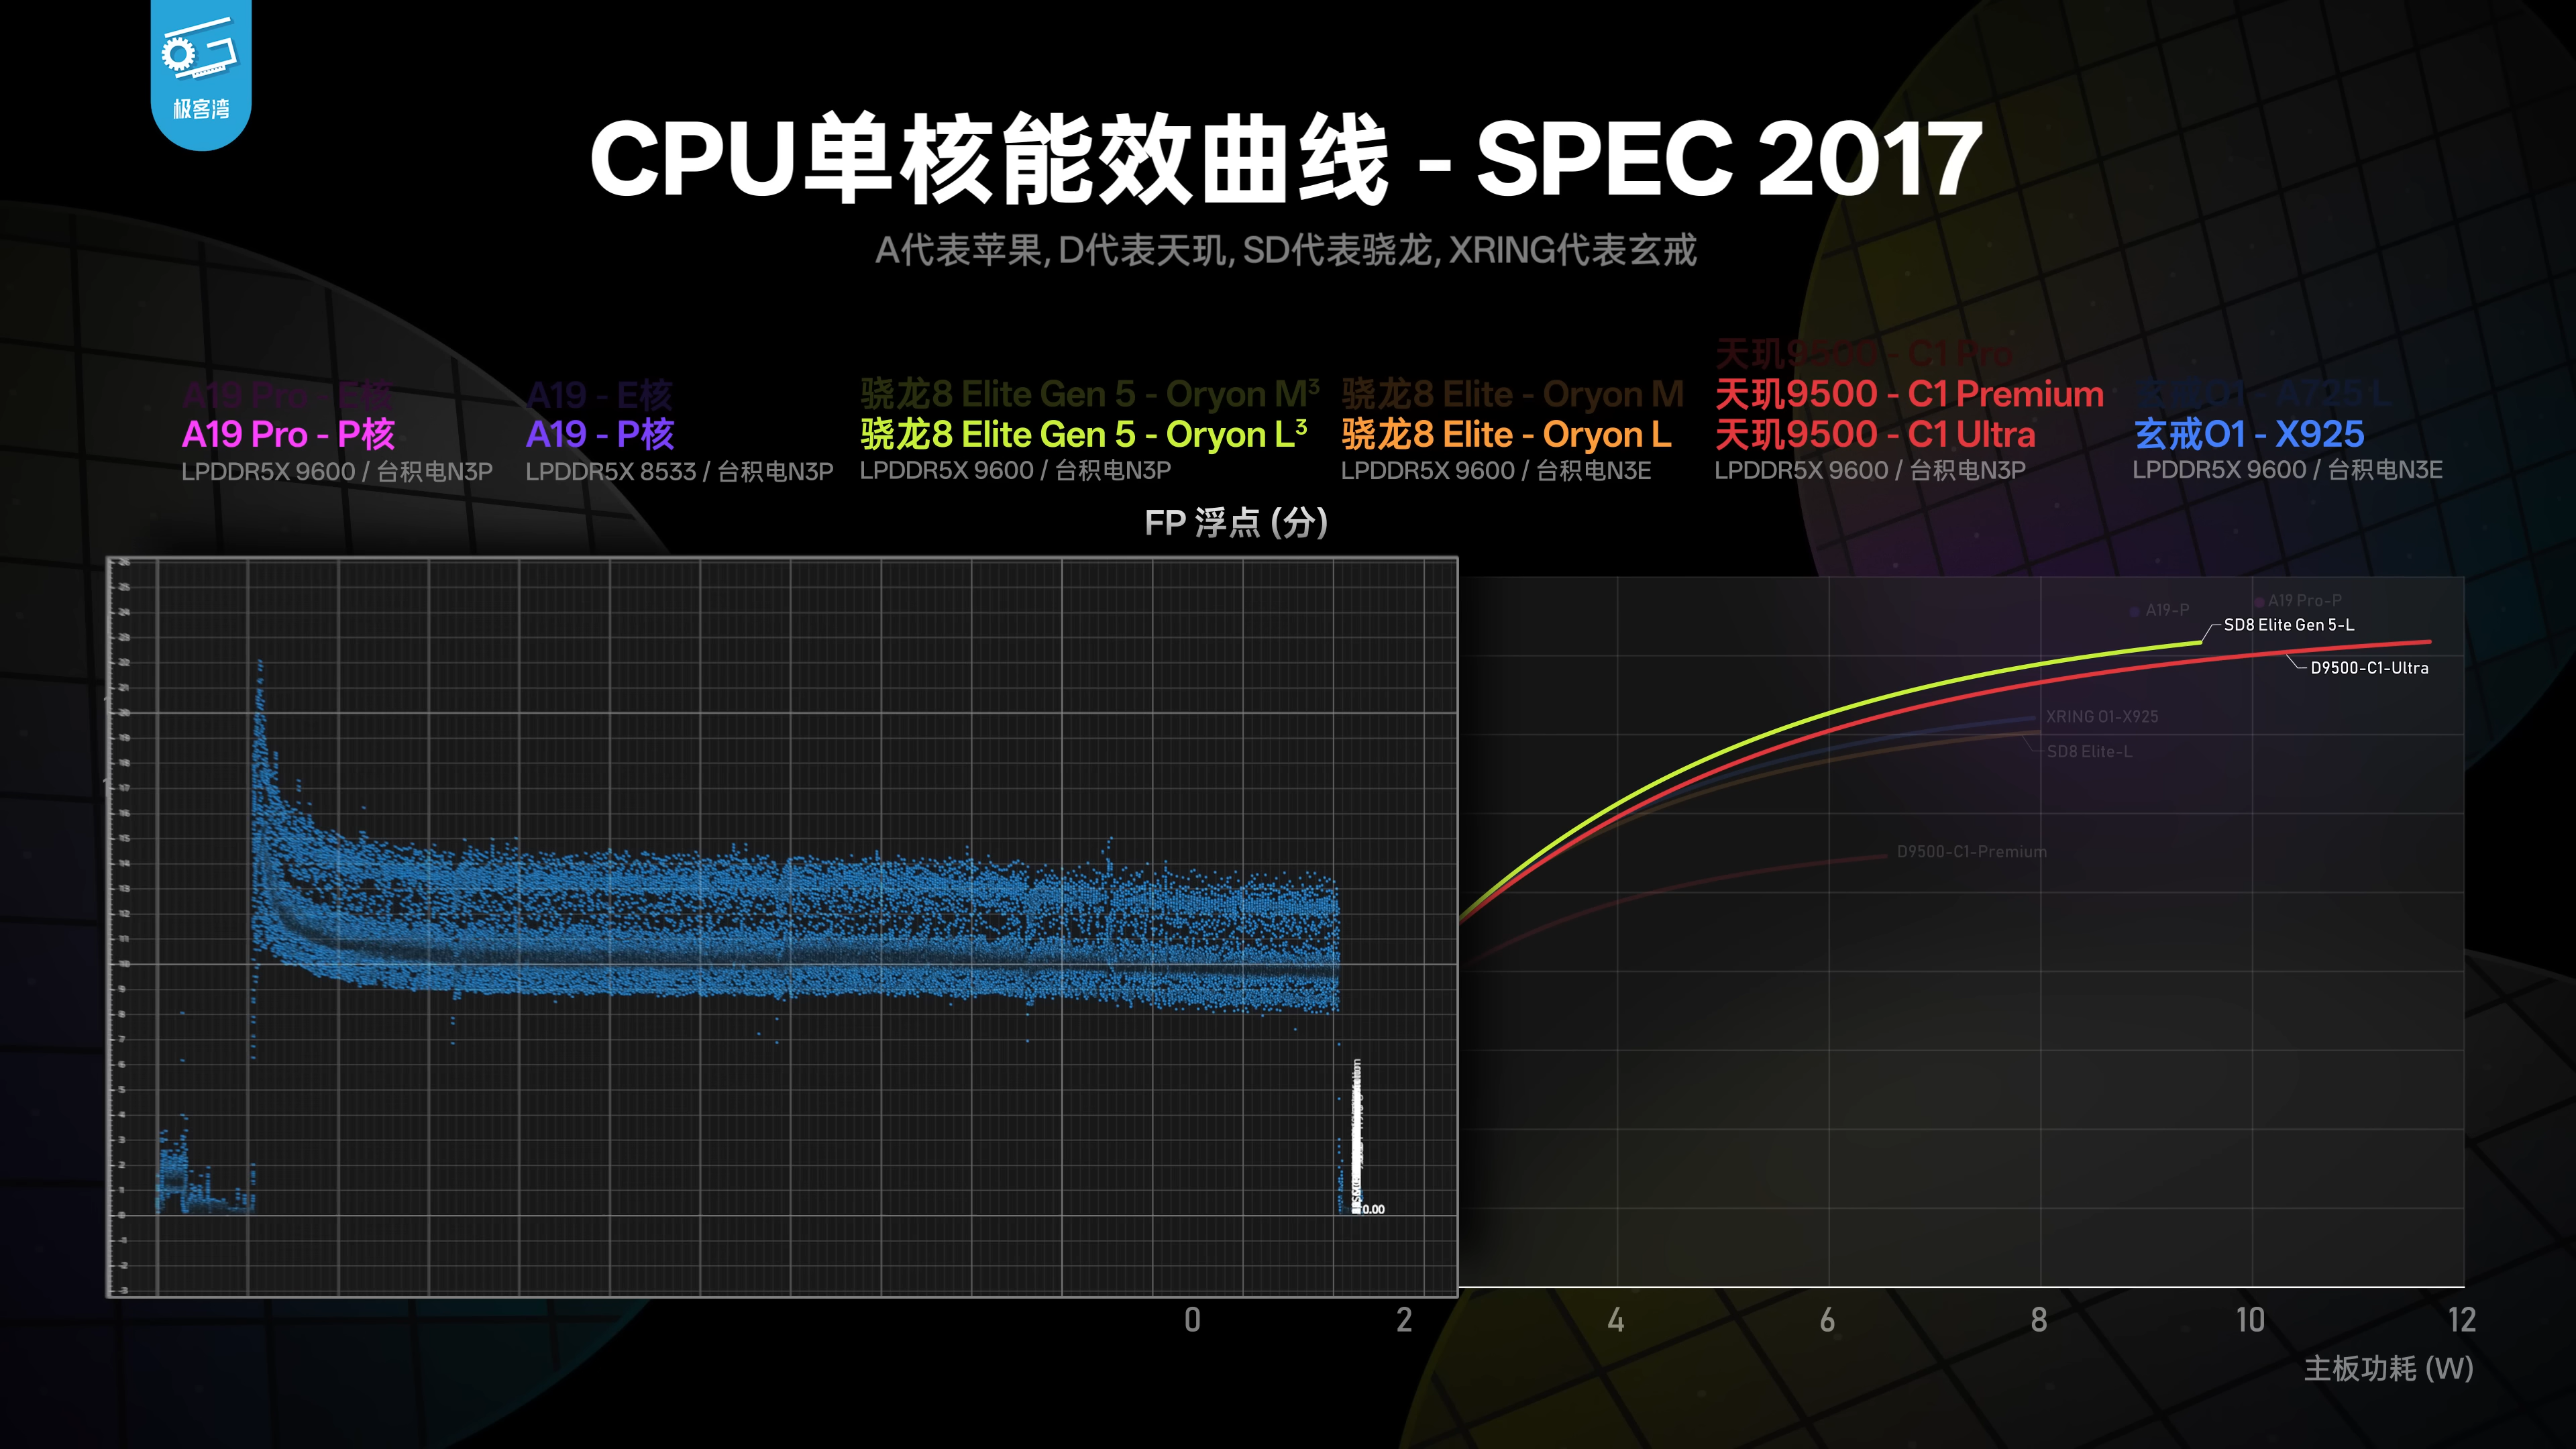 极客湾
CPU单核能效曲线 - SPEC 2017
A代表苹果, D代表天玑, SD代表骁龙, XRING代表玄戒
天玑9500 - C1 Pro
A19 Pro - E核
A19 - E核
骁龙8 Elite Gen 5 - Oryon M³
骁龙8 Elite - Oryon M
天玑9500 - C1 Premium
玄戒O1 - A725 L
A19 Pro - P核
A19 - P核
骁龙8 Elite Gen 5 - Oryon L³
骁龙8 Elite - Oryon L
天玑9500 - C1 Ultra
玄戒O1 - X925
LPDDR5X 9600 / 台积电N3P
LPDDR5X 8533 / 台积电N3P
LPDDR5X 9600 / 台积电N3P
LPDDR5X 9600 / 台积电N3E
LPDDR5X 9600 / 台积电N3P
LPDDR5X 9600 / 台积电N3E
FP 浮点 (分)
A19 Pro-P
A19-P
SD8 Elite Gen 5-L
D9500-C1-Ultra
XRING O1-X925
SD8 Elite-L
D9500-C1-Premium
0.00
0 2 4 6 8 10 12
主板功耗 (W)